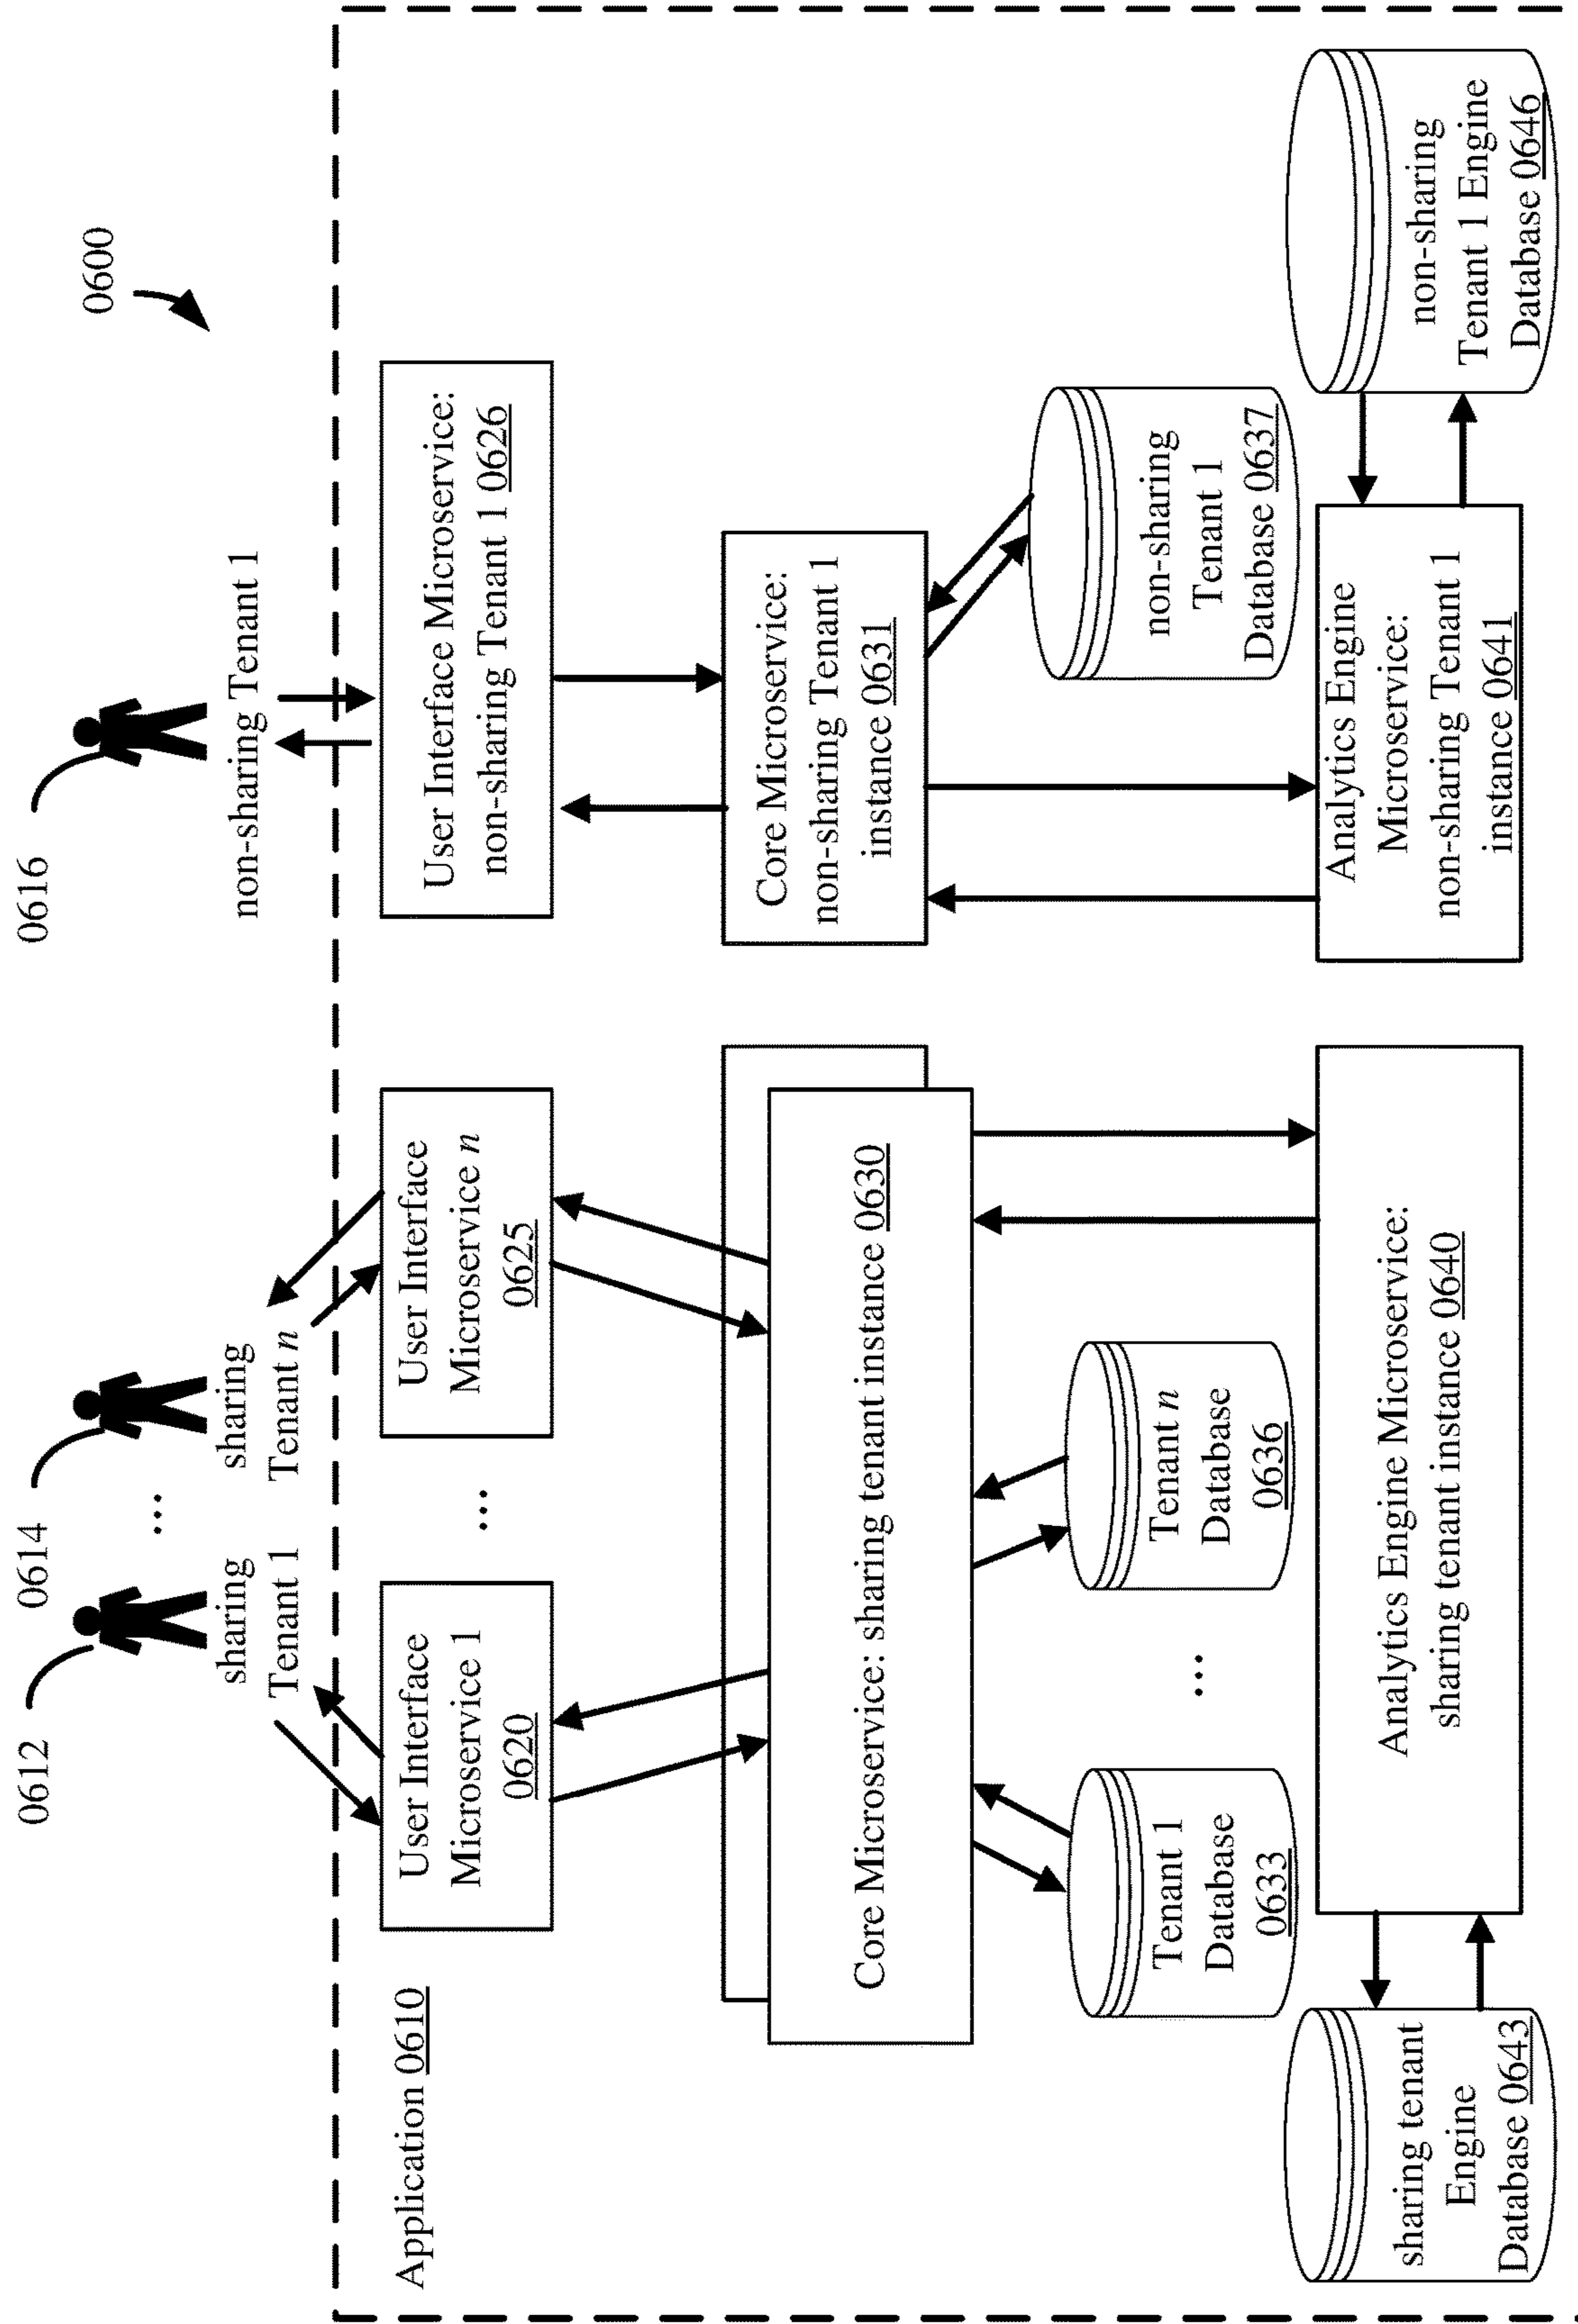 0600
0612
0614
0616
sharing
Tenant 1
...
sharing
Tenant n
non-sharing Tenant 1
Application 0610
User Interface
Microservice 1
0620
...
User Interface
Microservice n
0625
User Interface Microservice:
non-sharing Tenant 1 0626
Core Microservice: sharing tenant instance 0630
Core Microservice:
non-sharing Tenant 1
instance 0631
Tenant 1
Database
0633
...
Tenant n
Database
0636
non-sharing
Tenant 1
Database 0637
sharing tenant
Engine
Database 0643
Analytics Engine Microservice:
sharing tenant instance 0640
Analytics Engine
Microservice:
non-sharing Tenant 1
instance 0641
non-sharing
Tenant 1 Engine
Database 0646